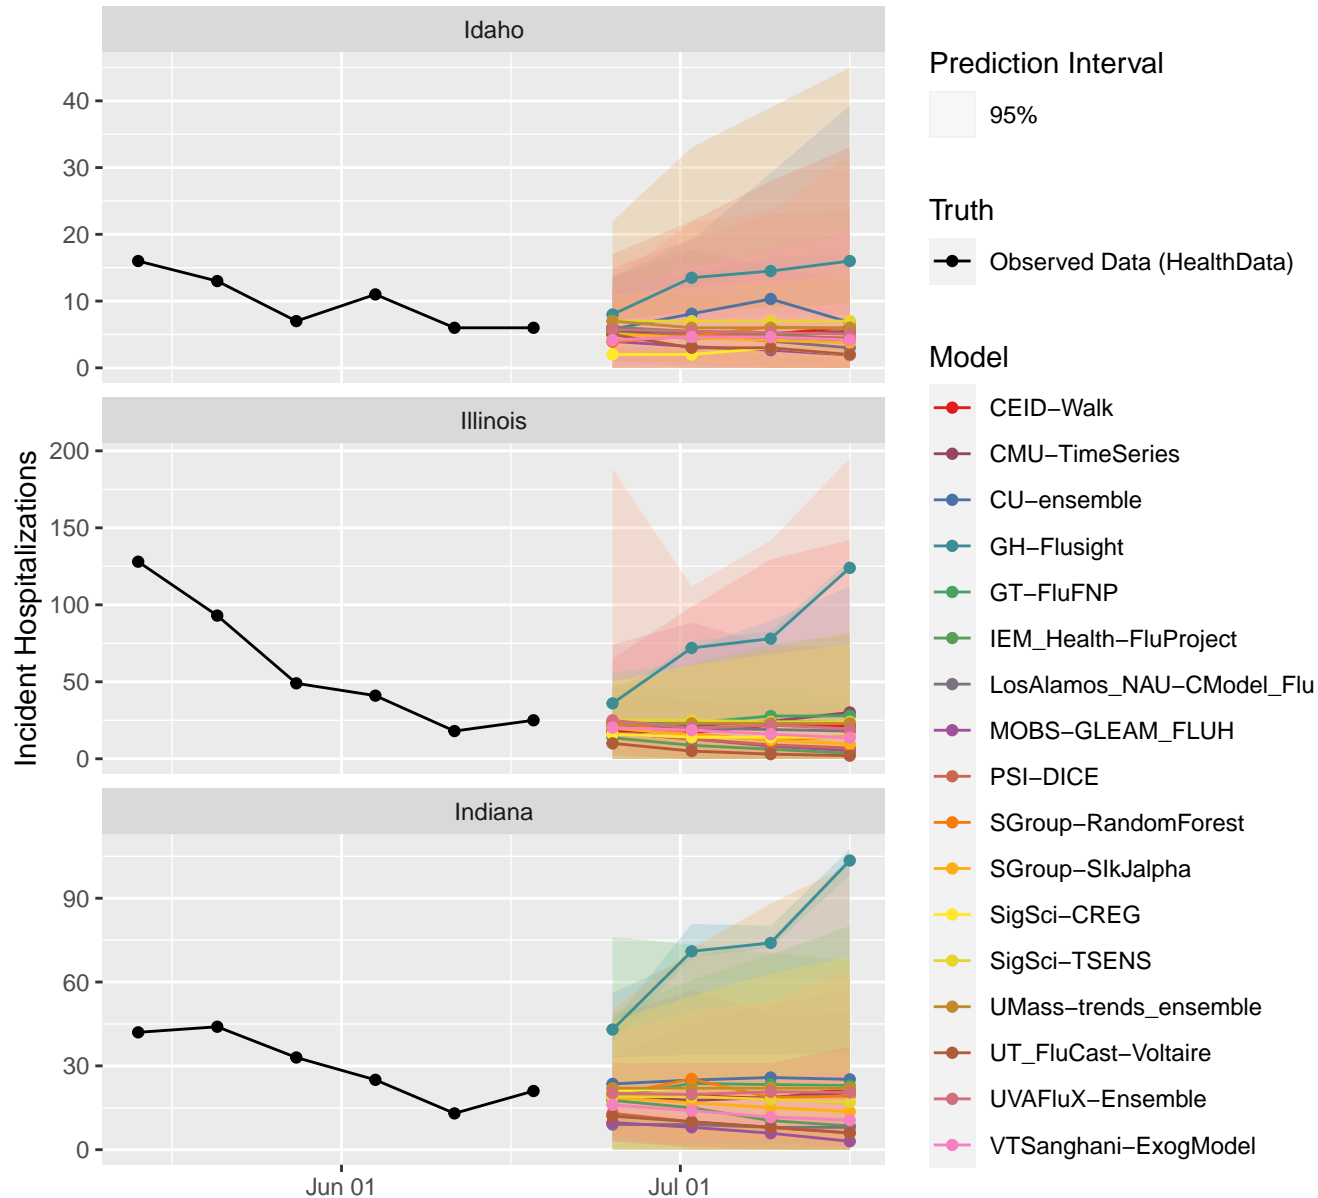 Idaho
40
30
20
10
0
Illinois
200
150
100
50
0
Indiana
90
60
30
0
Jun 01
Jul 01
Incident Hospitalizations
Prediction Interval
95%
Truth
Observed Data (HealthData)
Model
CEID−Walk
CMU−TimeSeries
CU−ensemble
GH−Flusight
GT−FluFNP
IEM_Health−FluProject
LosAlamos_NAU−CModel_Flu
MOBS−GLEAM_FLUH
PSI−DICE
SGroup−RandomForest
SGroup−SIkJalpha
SigSci−CREG
SigSci−TSENS
UMass−trends_ensemble
UT_FluCast−Voltaire
UVAFluX−Ensemble
VTSanghani−ExogModel